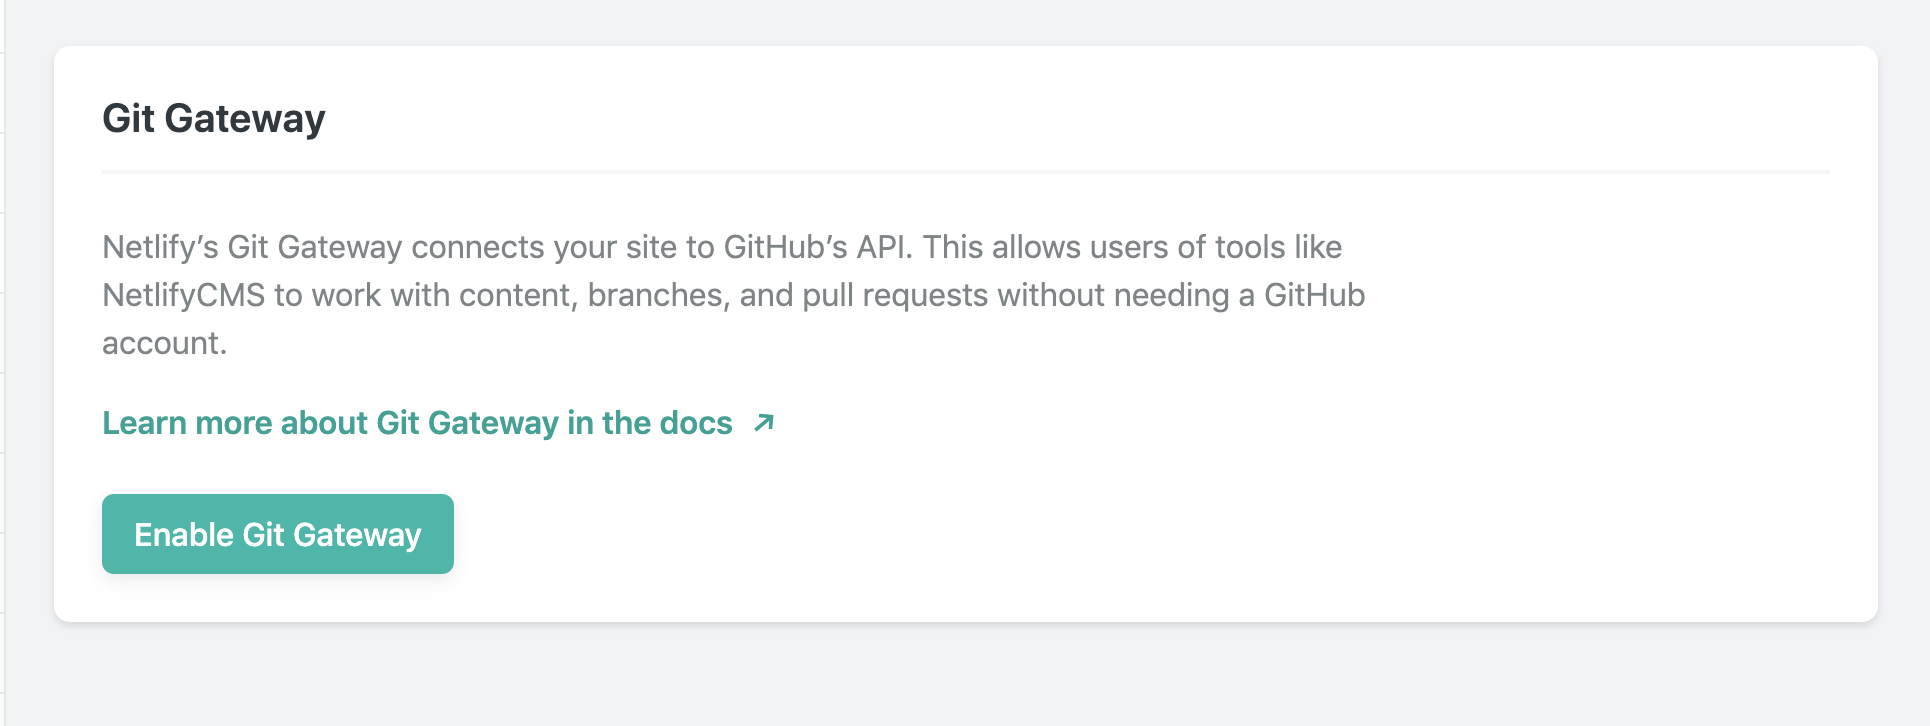 Git Gateway
Netlify’s Git Gateway connects your site to GitHub’s API. This allows users of tools like
NetlifyCMS to work with content, branches, and pull requests without needing a GitHub
account.
Learn more about Git Gateway in the docs
Enable Git Gateway